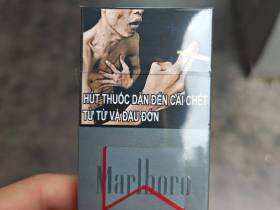 HÚT THUỐC DẪN ĐẾN CÁI CHẾT
TỪ TỪ VÀ ĐAU ĐỚN
Marlboro